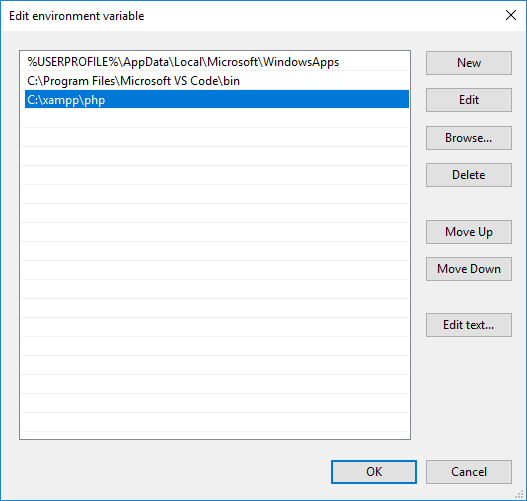 Edit environment variable
%USERPROFILE%\AppData\Local\Microsoft\WindowsApps
C:\Program Files\Microsoft VS Code\bin
C:\xampp\php
New
Edit
Browse...
Delete
Move Up
Move Down
Edit text...
OK
Cancel